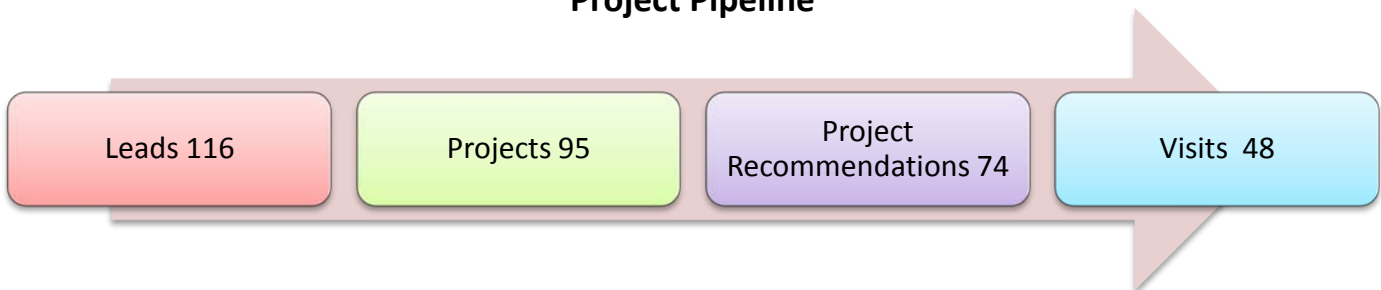 Project Pipeline
Leads 116
Projects 95
Project
Recommendations 74
Visits 48